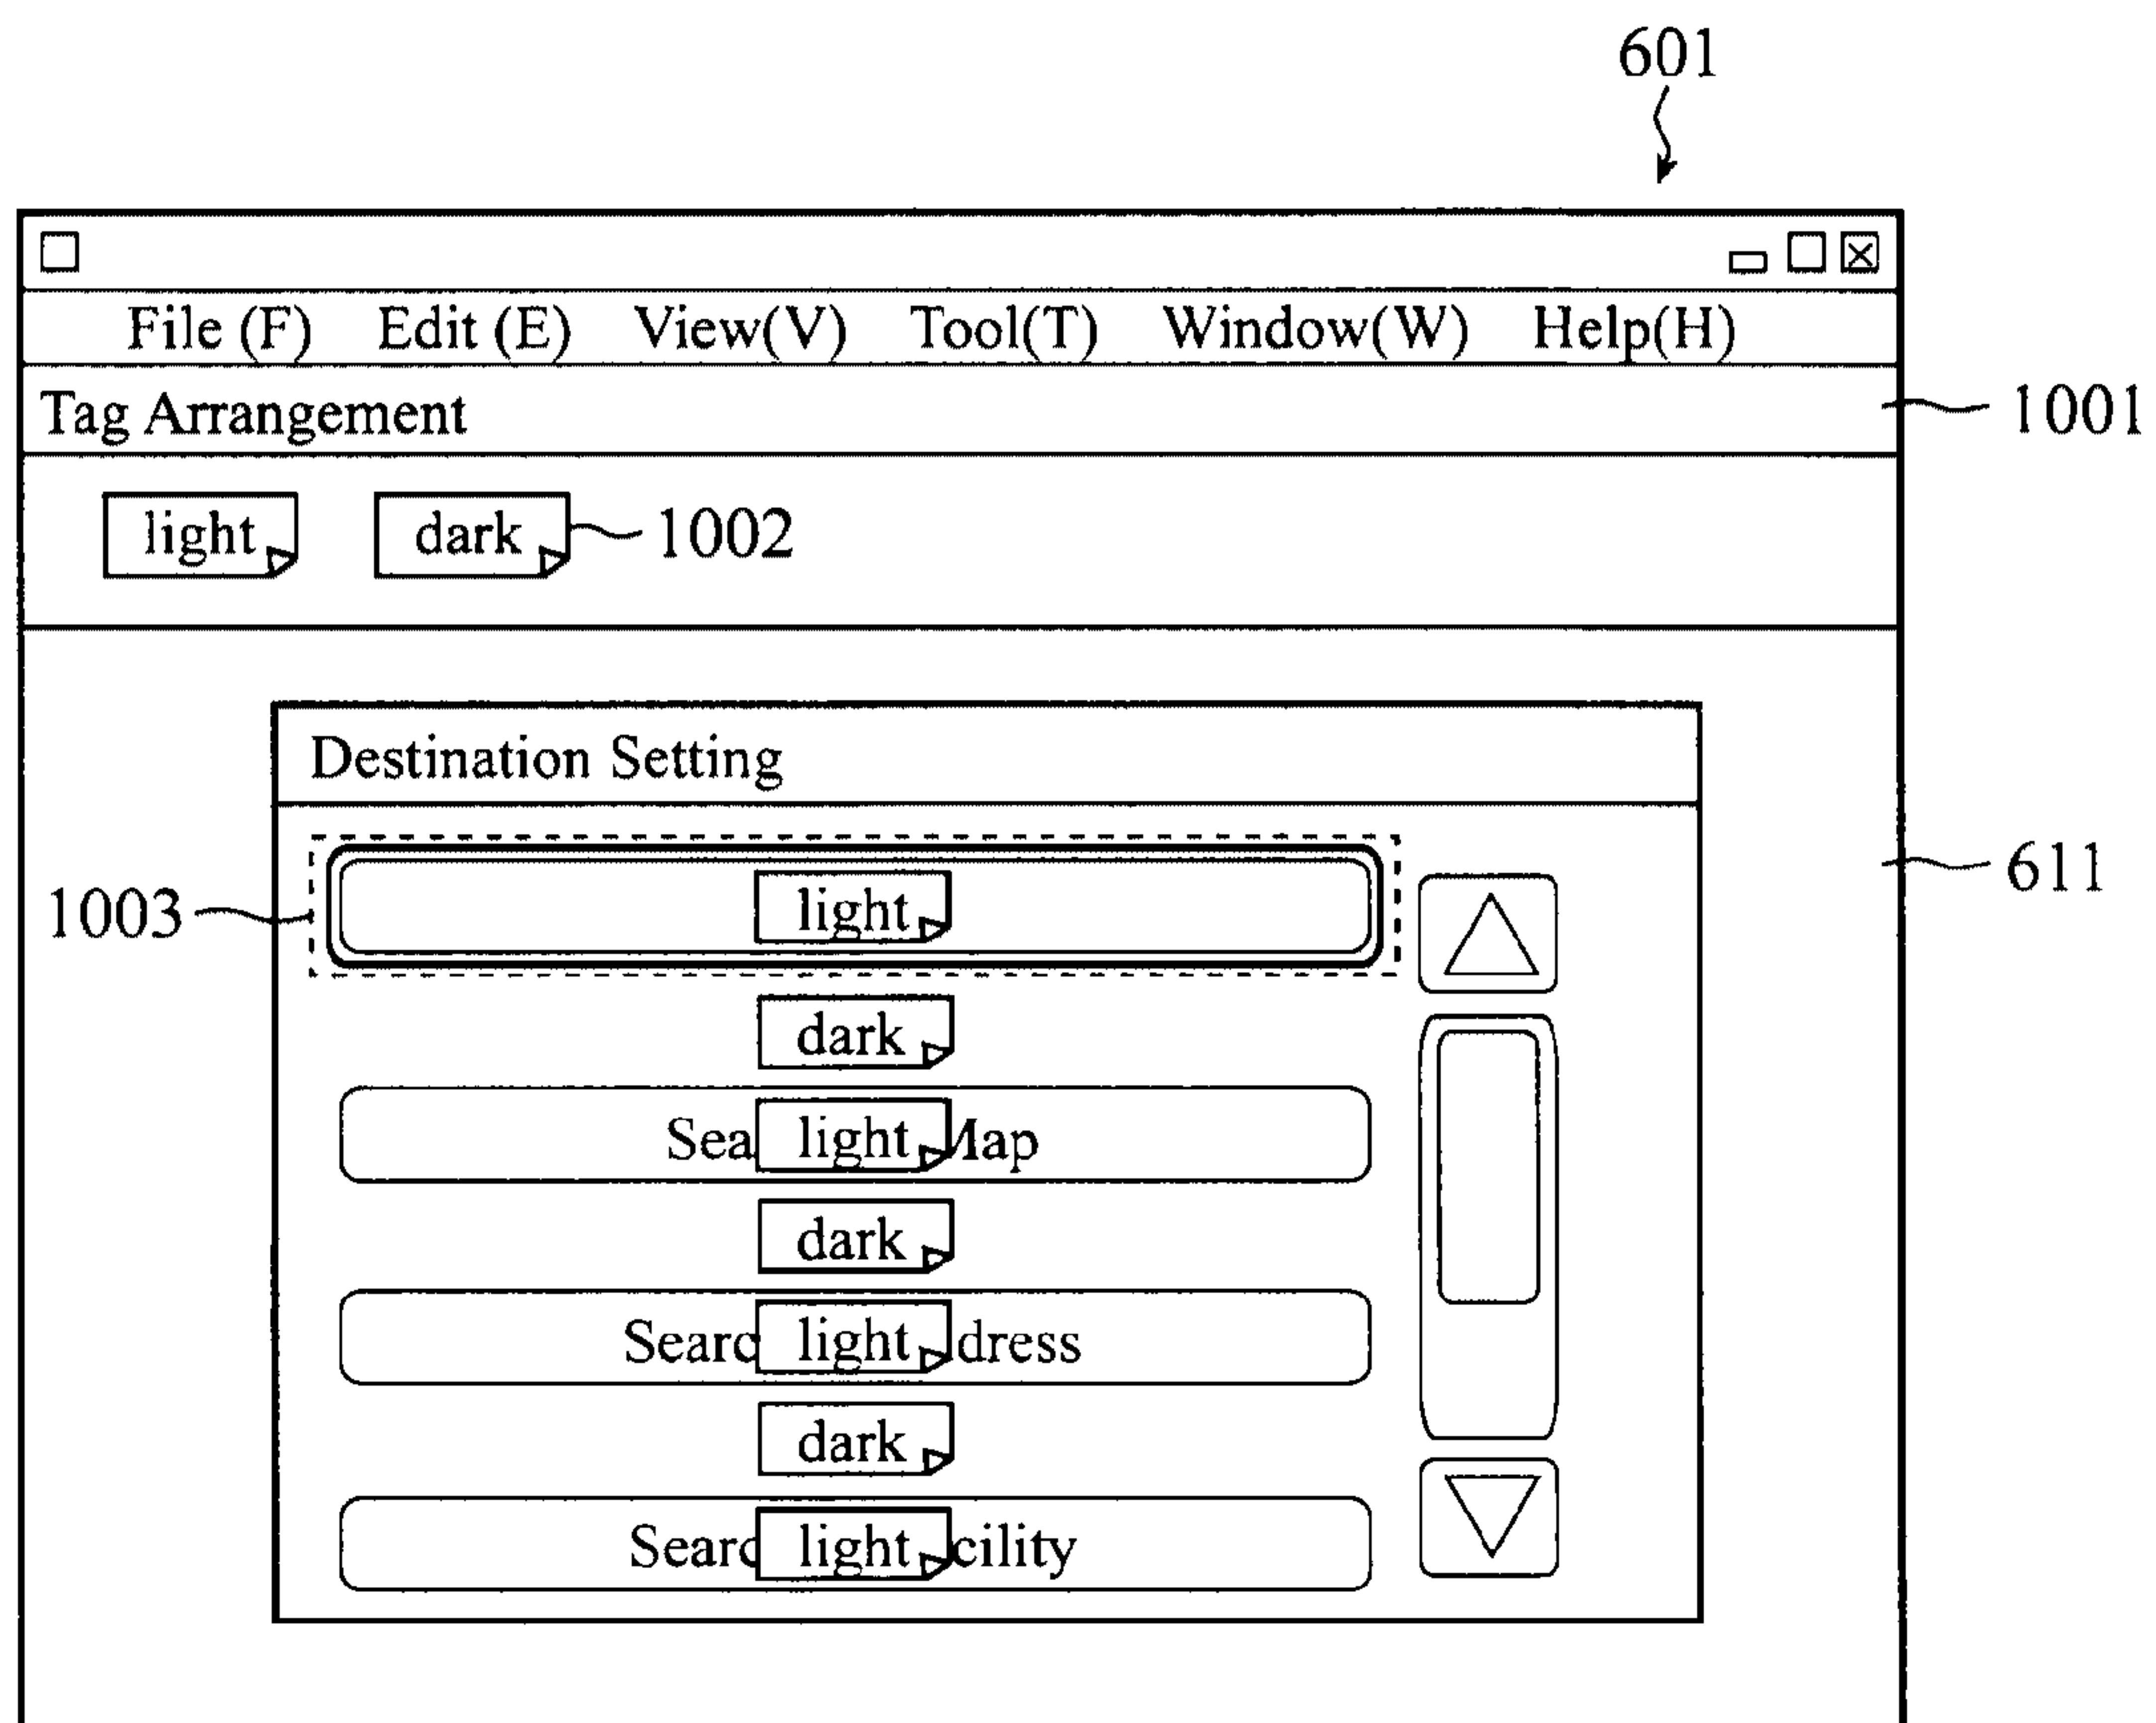 601
File (F) Edit (E) View(V) Tool(T) Window(W) Help(H)
Tag Arrangement
1001
light dark 1002
Destination Setting
611
1003
light
dark
Sea light Map
dark
Searc light dress
dark
Searc light cility